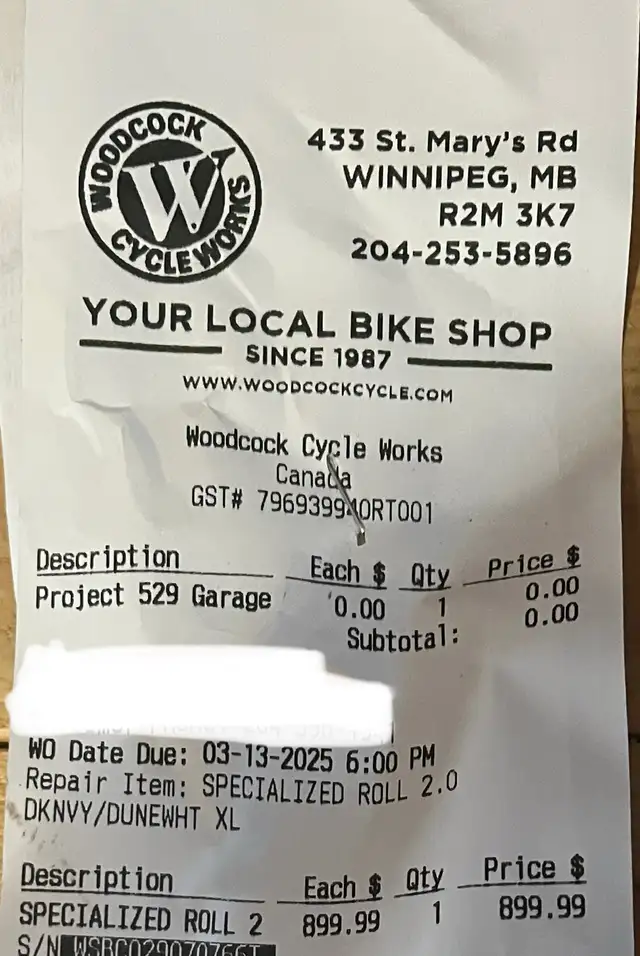 WOODCOCK
W
CYCLE WORKS
433 St. Mary's Rd
WINNIPEG, MB
R2M 3K7
204-253-5896
YOUR LOCAL BIKE SHOP
SINCE 1987
WWW.WOODCOCKCYCLE.COM
Woodcock Cycle Works
Canada
GST# 796939940RT001
Description Each $ Qty Price $
Project 529 Garage 0.00 1 0.00
Subtotal: 0.00
WO Date Due: 03-13-2025 6:00 PM
Repair Item: SPECIALIZED ROLL 2.0
DKNVY/DUNEWHT XL
Description Each $ Qty Price $
SPECIALIZED ROLL 2 899.99 1 899.99
S/N